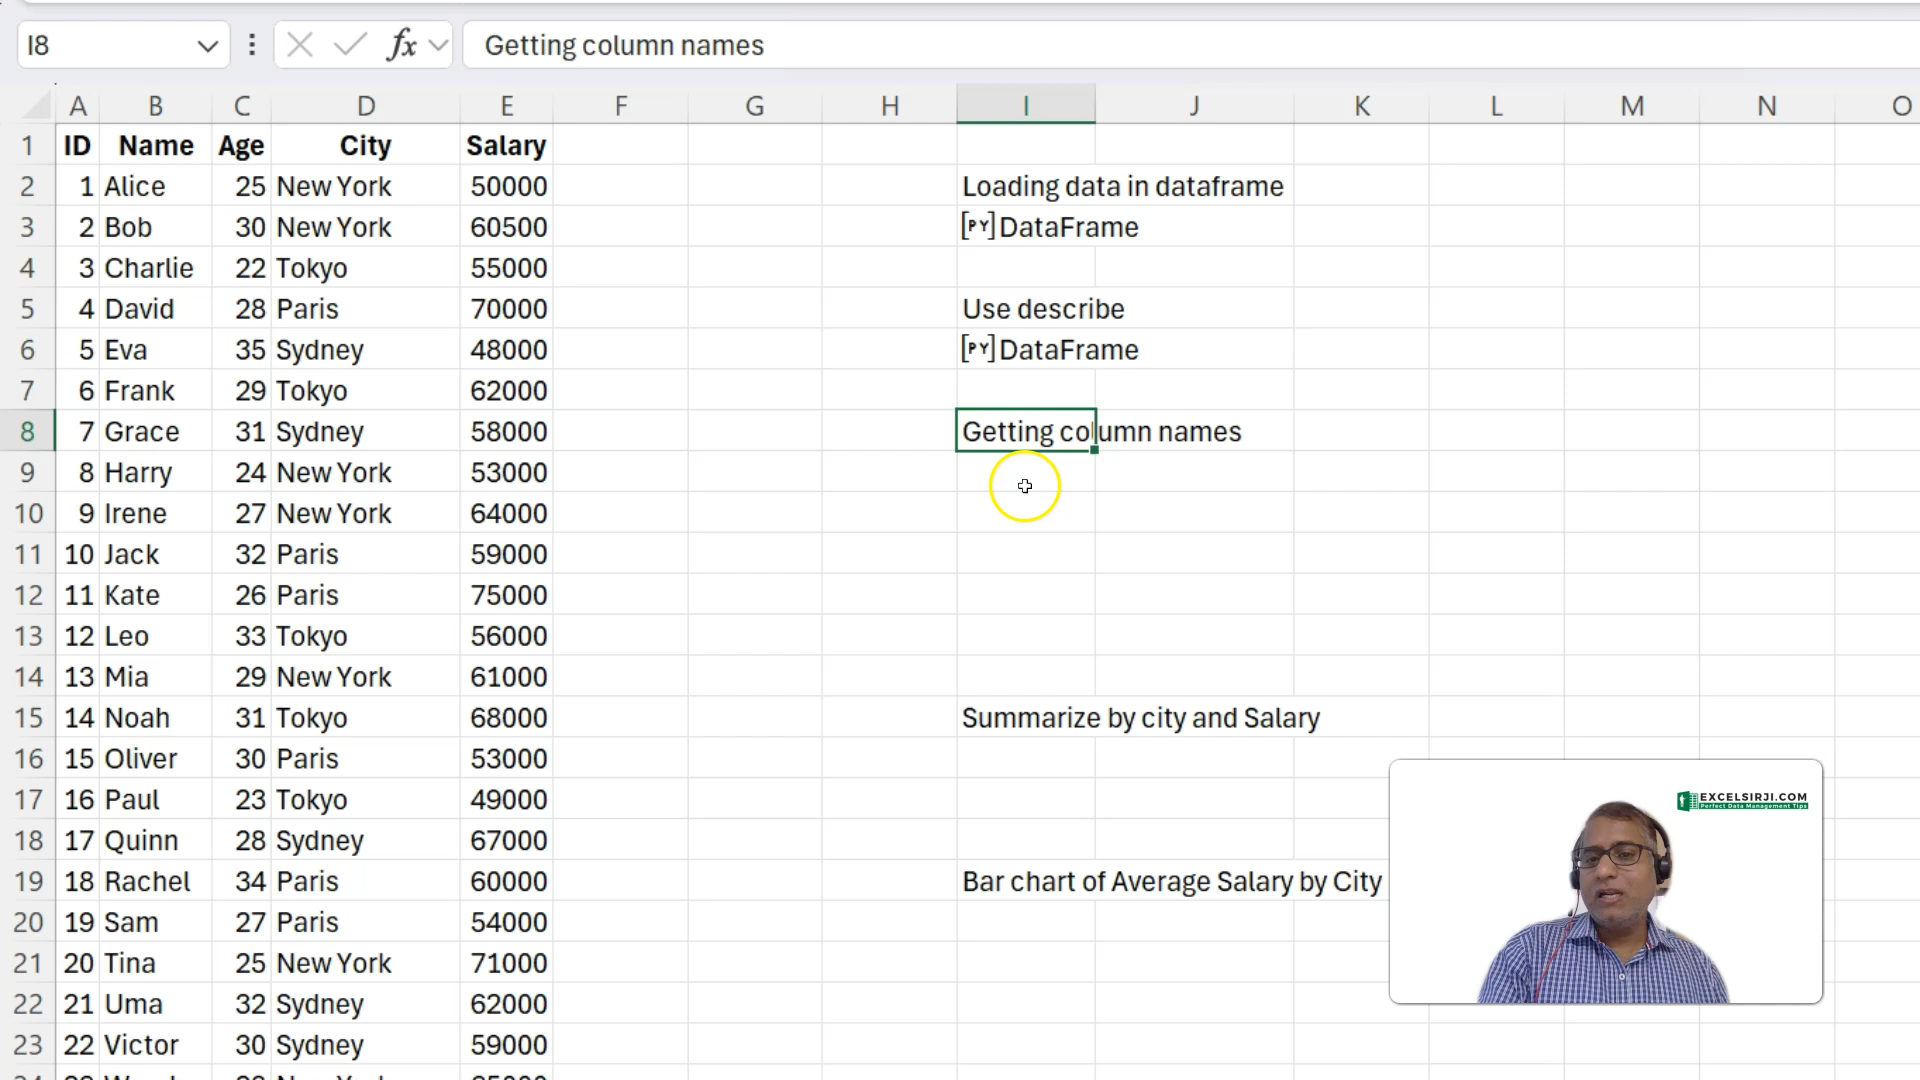 I8 fx Getting column names
A B C D E F G H I J K L M N O
1 ID Name Age City Salary
2 1 Alice 25 New York 50000 Loading data in dataframe
3 2 Bob 30 New York 60500 [PY] DataFrame
4 3 Charlie 22 Tokyo 55000
5 4 David 28 Paris 70000 Use describe
6 5 Eva 35 Sydney 48000 [PY] DataFrame
7 6 Frank 29 Tokyo 62000
8 7 Grace 31 Sydney 58000 Getting column names
9 8 Harry 24 New York 53000
10 9 Irene 27 New York 64000
11 10 Jack 32 Paris 59000
12 11 Kate 26 Paris 75000
13 12 Leo 33 Tokyo 56000
14 13 Mia 29 New York 61000
15 14 Noah 31 Tokyo 68000 Summarize by city and Salary
16 15 Oliver 30 Paris 53000
17 16 Paul 23 Tokyo 49000
18 17 Quinn 28 Sydney 67000
19 18 Rachel 34 Paris 60000 Bar chart of Average Salary by City
20 19 Sam 27 Paris 54000
21 20 Tina 25 New York 71000
22 21 Uma 32 Sydney 62000
23 22 Victor 30 Sydney 59000
EXCELSIRJI.COM
Perfect Data Management Tips